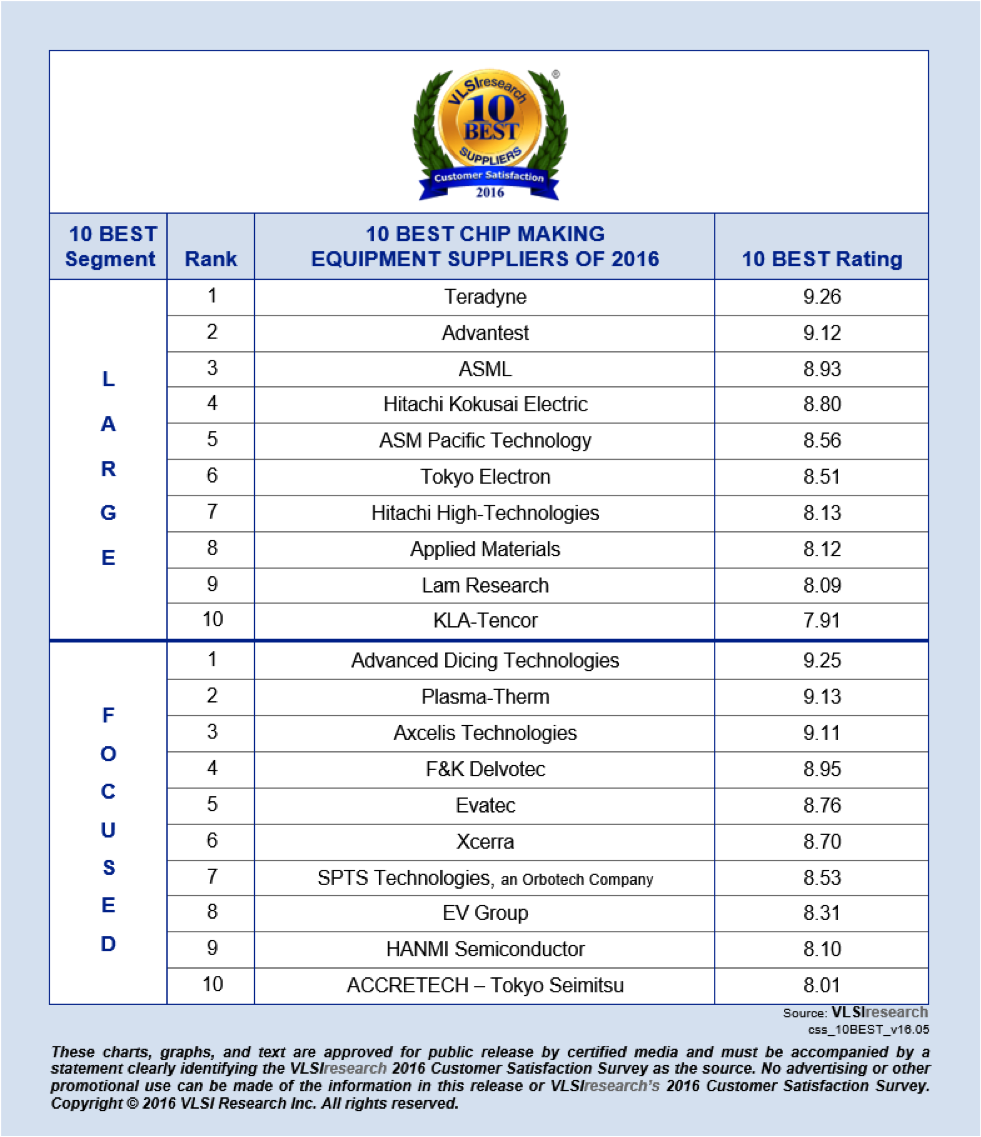 VLSIresearch ®
10
BEST
SUPPLIERS
Customer Satisfaction
2016
10 BEST
Segment
Rank
10 BEST CHIP MAKING
EQUIPMENT SUPPLIERS OF 2016
10 BEST Rating
L
A
R
G
E
1 Teradyne 9.26
2 Advantest 9.12
3 ASML 8.93
4 Hitachi Kokusai Electric 8.80
5 ASM Pacific Technology 8.56
6 Tokyo Electron 8.51
7 Hitachi High-Technologies 8.13
8 Applied Materials 8.12
9 Lam Research 8.09
10 KLA-Tencor 7.91
F
O
C
U
S
E
D
1 Advanced Dicing Technologies 9.25
2 Plasma-Therm 9.13
3 Axcelis Technologies 9.11
4 F&K Delvotec 8.95
5 Evatec 8.76
6 Xcerra 8.70
7 SPTS Technologies, an Orbotech Company 8.53
8 EV Group 8.31
9 HANMI Semiconductor 8.10
10 ACCRETECH – Tokyo Seimitsu 8.01
Source: VLSIresearch
css_10BEST_v16.05
These charts, graphs, and text are approved for public release by certified media and must be accompanied by a
statement clearly identifying the VLSIresearch 2016 Customer Satisfaction Survey as the source. No advertising or other
promotional use can be made of the information in this release or VLSIresearch's 2016 Customer Satisfaction Survey.
Copyright © 2016 VLSI Research Inc. All rights reserved.